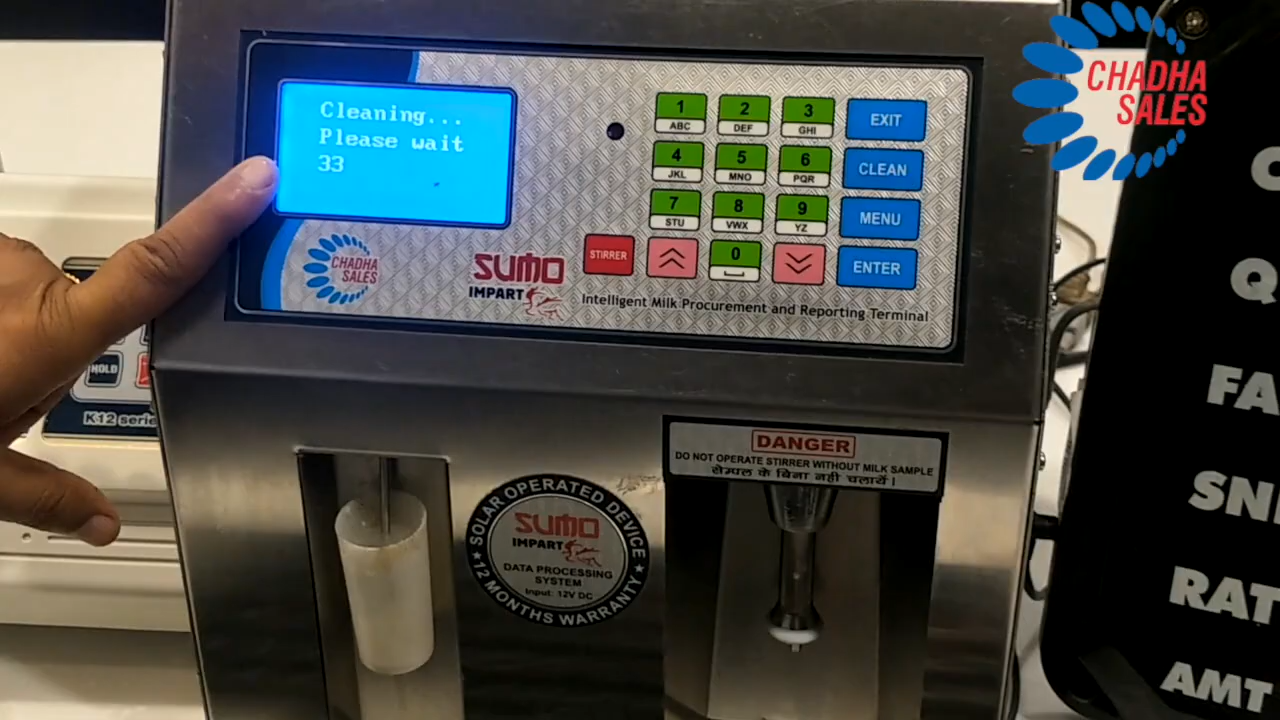 Cleaning...
Please wait
33
CHADHA
SALES
1
ABC
2
DEF
3
GHI
EXIT
4
JKL
5
MNO
6
PQR
CLEAN
7
STU
8
VWX
9
YZ
MENU
STIRRER
0
ENTER
CHADHA
SALES
SUMO
IMPART
Intelligent Milk Procurement and Reporting Terminal
HOLD
K12 serie
DANGER
DO NOT OPERATE STIRRER WITHOUT MILK SAMPLE
सेम्पल के बिना नही चलायें।
SOLAR OPERATED DEVICE
SUMO
IMPART
DATA PROCESSING
SYSTEM
Input: 12V DC
★ 12 MONTHS WARRANTY ★
Q
FA
SNI
RAT
AMT